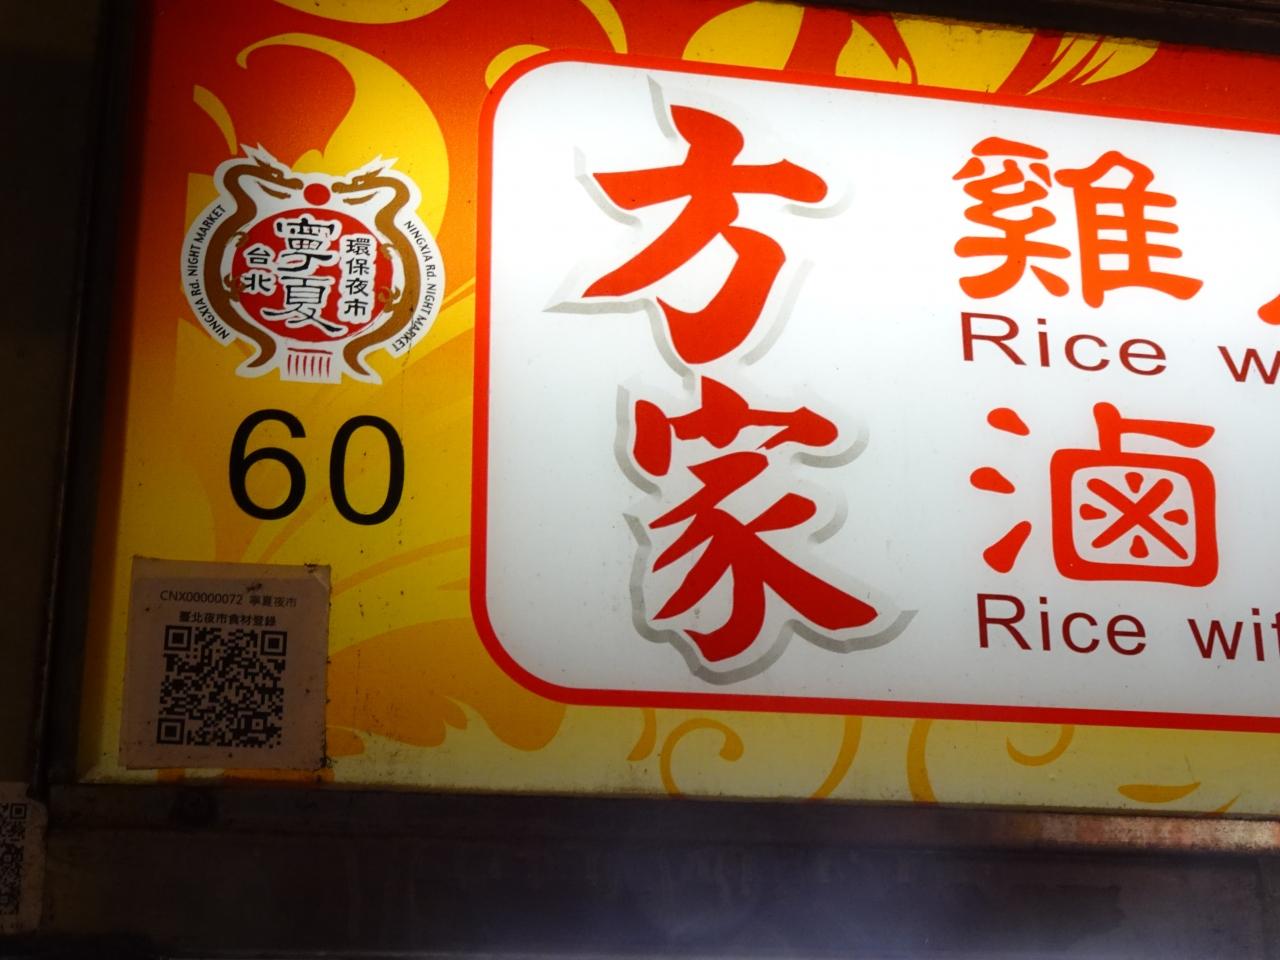 NINGXIA Rd. NIGHT MARKET
台北
寧夏
環保夜市
NINGXIA Rd. NIGHT MARKET
60
CNX00000072 寧夏夜市
臺北夜市食材登錄
方家
雞
Rice w
滷
Rice wit